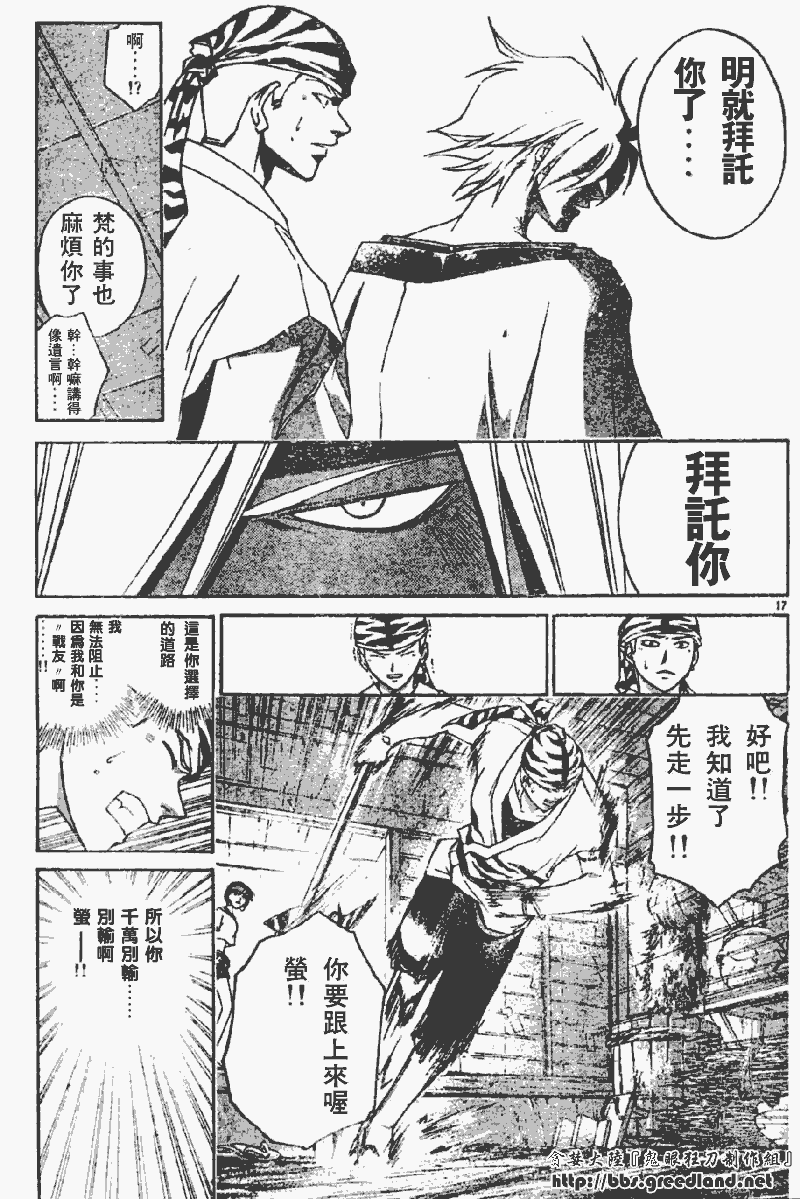 明就拜託
你了....
啊....!?
梵的事也
麻煩你了
幹...幹嘛講得
像遺言啊....
拜託你
17
好吧!!
我知道了
先走一步!!
你要跟上來喔
螢!!
這是你選擇
的道路
我
無法阻止....
因為我和你是
〃戰友〃啊
......!!
所以你
千萬別輸......
別輸啊
螢——!!
貪婪大陸『鬼眼狂刀制作組』
http://bbs.greedland.net